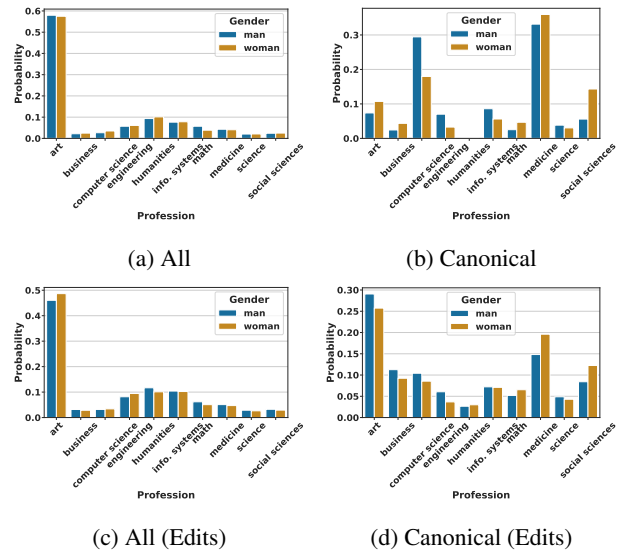 0.6
0.5
0.4
0.3
0.2
0.1
0.0
Probability
Gender
man
woman
art
business
computer science
engineering
humanities
info. systems
math
medicine
science
social sciences
Profession
(a) All
0.3
0.2
0.1
0.0
Probability
Gender
man
woman
art
business
computer science
engineering
humanities
info. systems
math
medicine
science
social sciences
Profession
(b) Canonical
0.5
0.4
0.3
0.2
0.1
0.0
Probability
Gender
man
woman
art
business
computer science
engineering
humanities
info. systems
math
medicine
science
social sciences
Profession
(c) All (Edits)
0.30
0.25
0.20
0.15
0.10
0.05
0.00
Probability
Gender
man
woman
art
business
computer science
engineering
humanities
info. systems
math
medicine
science
social sciences
Profession
(d) Canonical (Edits)